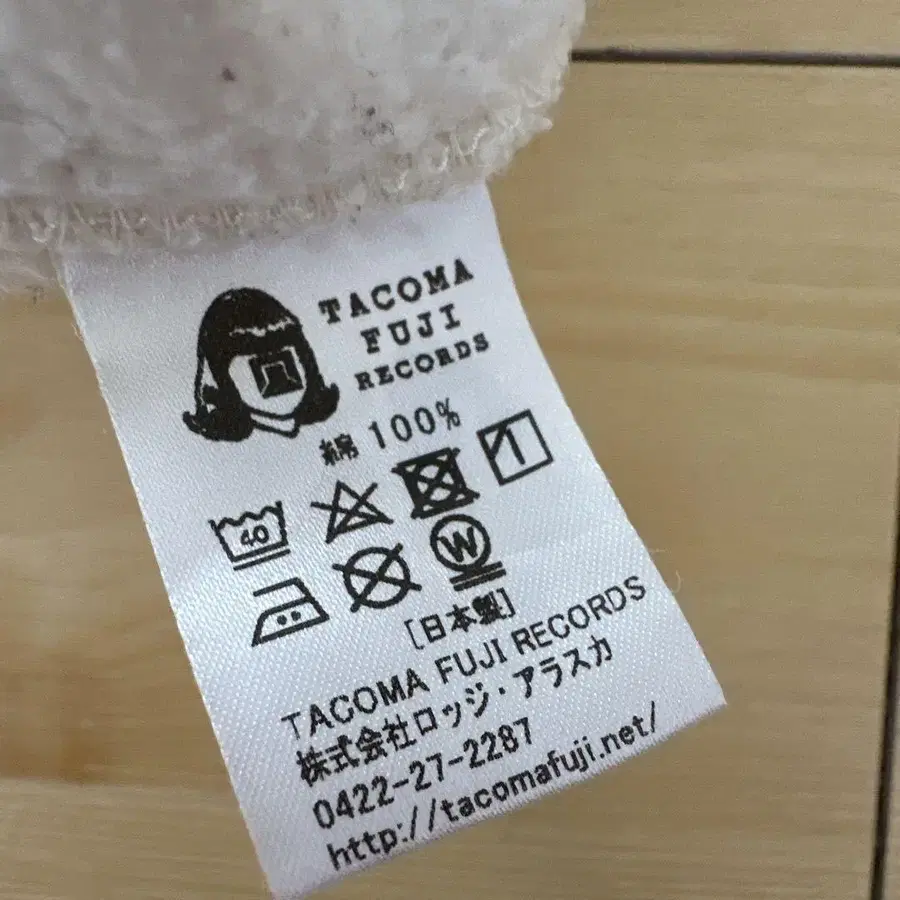 TACOMA
FUJI
RECORDS
綿 100%
40
W
[日本製]
TACOMA FUJI RECORDS
株式会社ロッジ・アラスカ
0422-27-2287
http://tacomafuji.net/